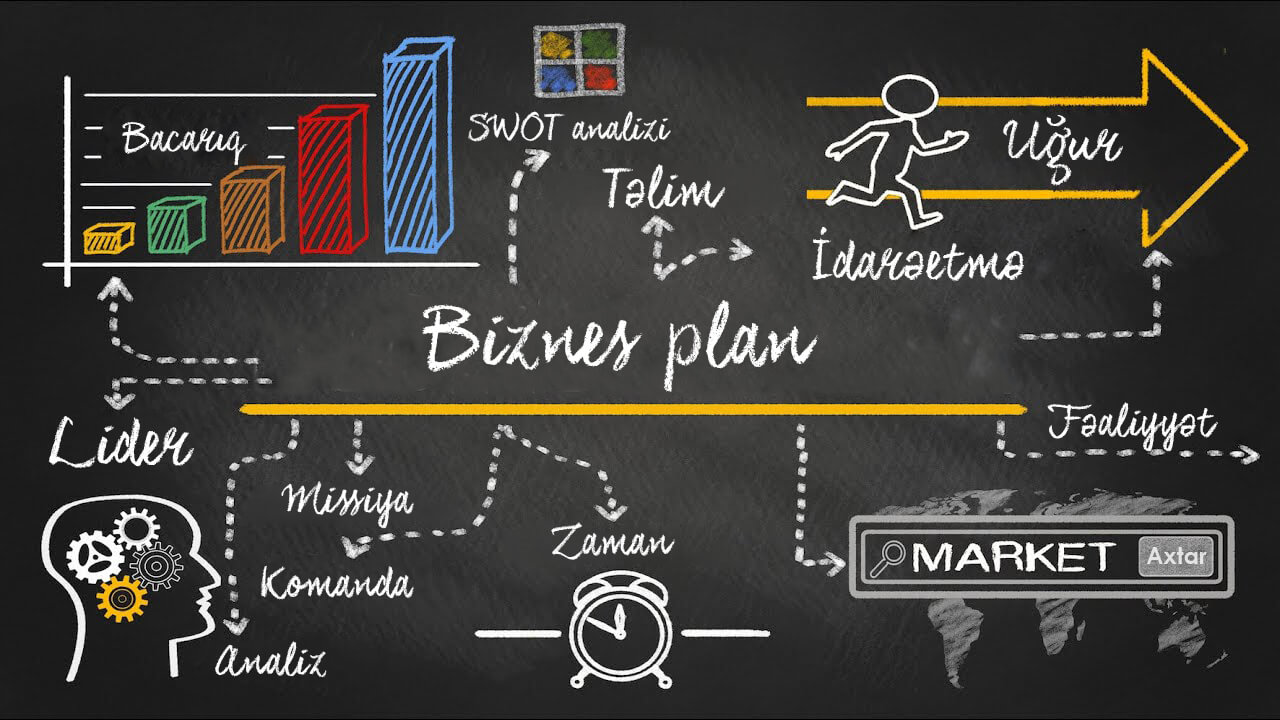 Bacarıq
SWOT analizi
Təlim
Uğur
İdarəetmə
Biznes plan
Lider
Fəaliyyət
Missiya
Komanda
Zaman
MARKET
Axtar
Analiz